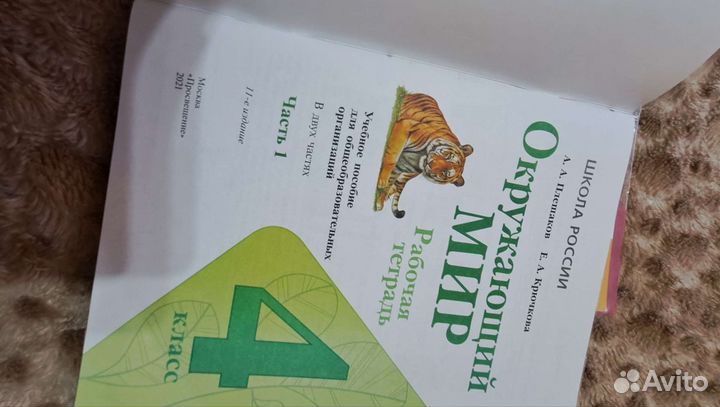 ШКОЛА РОССИИ
А. А. Плешаков Е. А. Крючкова
Окружающий
МИР
Рабочая
тетрадь
4
класс
Учебное пособие
для общеобразовательных
организаций
В двух частях
Часть 1
11-е издание
Москва
«Просвещение»
2021
Avito